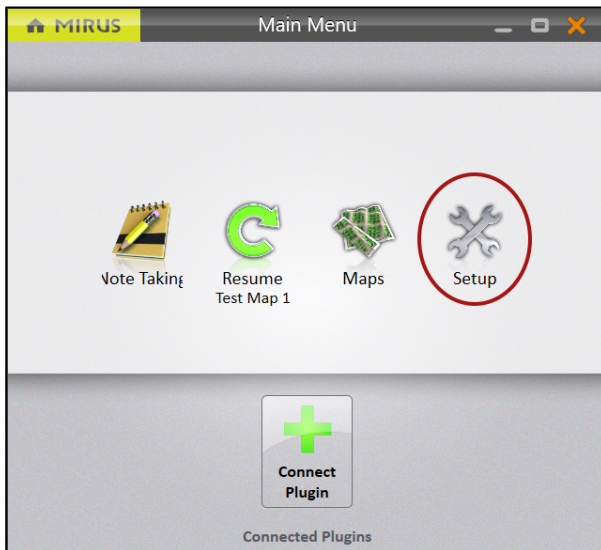 MIRUS
Main Menu
Note Taking
Resume
Test Map 1
Maps
Setup
Connect
Plugin
Connected Plugins